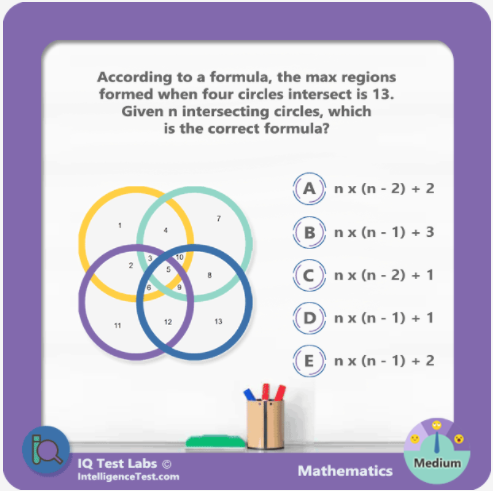 According to a formula, the max regions
formed when four circles intersect is 13.
Given n intersecting circles, which
is the correct formula?
A n x (n - 2) + 2
B n x (n - 1) + 3
C n x (n - 2) + 1
D n x (n - 1) + 1
E n x (n - 1) + 2
1
4
7
2
3
10
5
8
6
9
11
12
13
IQ Test Labs ©
IntelligenceTest.com
Mathematics
Medium